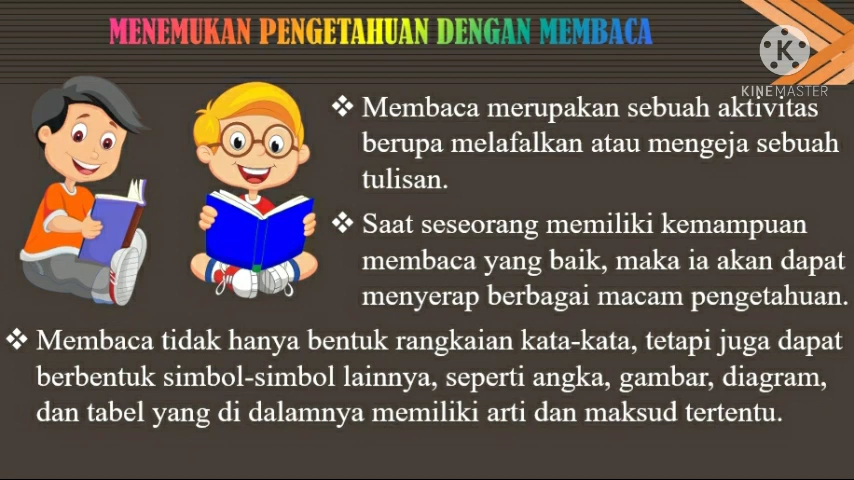 MENEMUKAN PENGETAHUAN DENGAN MEMBACA
K
KINEMASTER
❖ Membaca merupakan sebuah aktivitas
berupa melafalkan atau mengeja sebuah
tulisan.
❖ Saat seseorang memiliki kemampuan
membaca yang baik, maka ia akan dapat
menyerap berbagai macam pengetahuan.
❖ Membaca tidak hanya bentuk rangkaian kata-kata, tetapi juga dapat
berbentuk simbol-simbol lainnya, seperti angka, gambar, diagram,
dan tabel yang di dalamnya memiliki arti dan maksud tertentu.